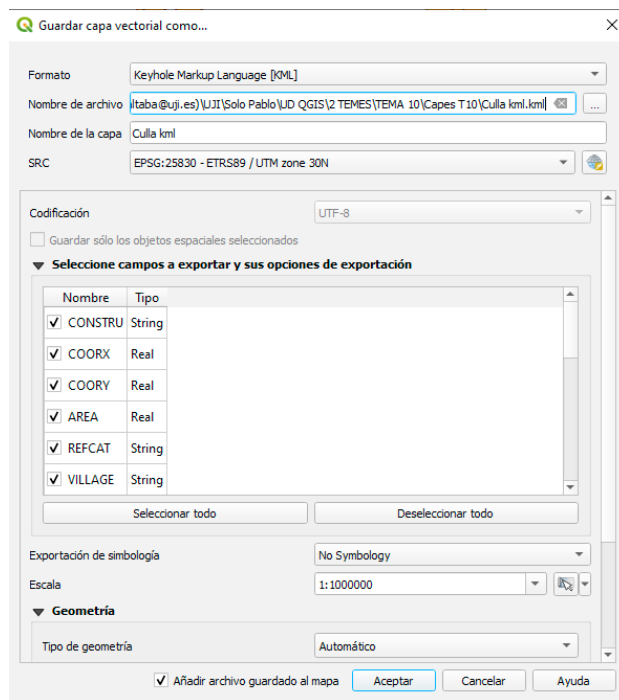 Guardar capa vectorial como...
Formato Keyhole Markup Language [KML]
Nombre de archivo ltaba@uji.es)\UJI\Solo Pablo\UD QGIS\2 TEMES\TEMA 10\Capes T10\Culla kml.kml ...
Nombre de la capa Culla kml
SRC EPSG:25830 - ETRS89 / UTM zone 30N
Codificación UTF-8
Guardar sólo los objetos espaciales seleccionados
Seleccione campos a exportar y sus opciones de exportación
Nombre Tipo
CONSTRU String
COORX Real
COORY Real
AREA Real
REFCAT String
VILLAGE String
Seleccionar todo Deseleccionar todo
Exportación de simbología No Symbology
Escala 1:1000000
Geometría
Tipo de geometría Automático
Añadir archivo guardado al mapa Aceptar Cancelar Ayuda